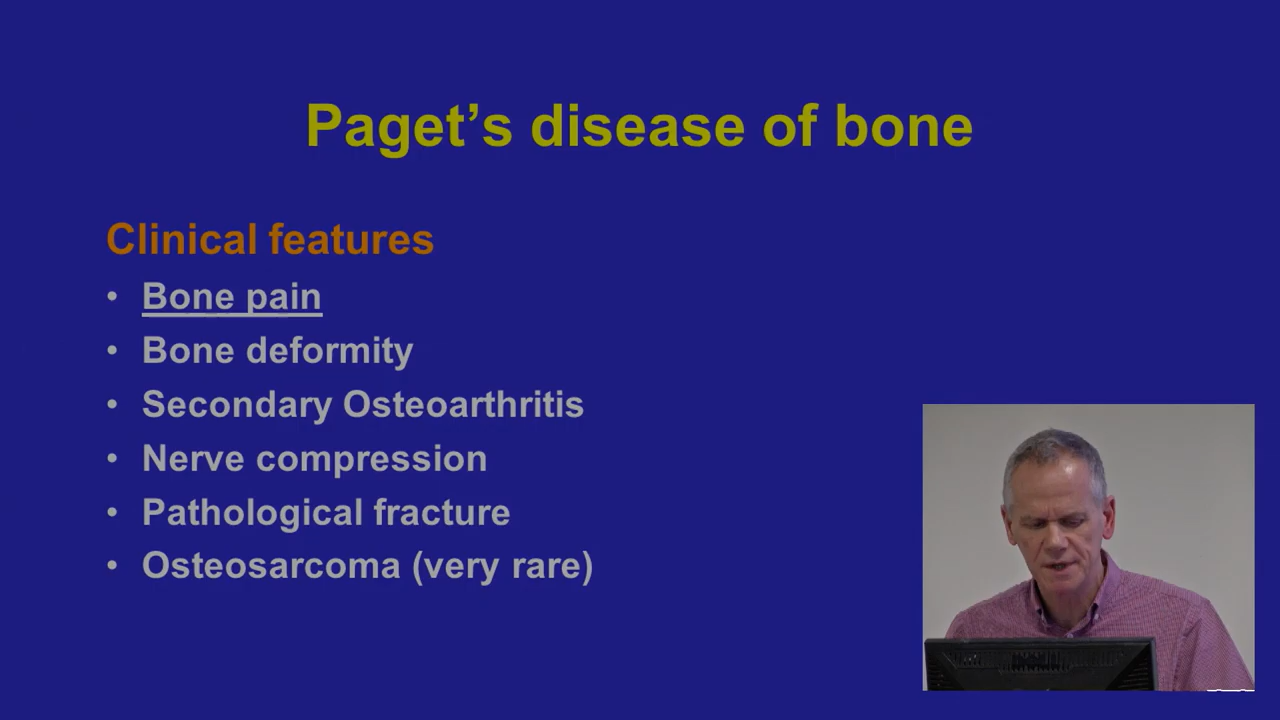 Paget’s disease of bone
Clinical features
• Bone pain
• Bone deformity
• Secondary Osteoarthritis
• Nerve compression
• Pathological fracture
• Osteosarcoma (very rare)